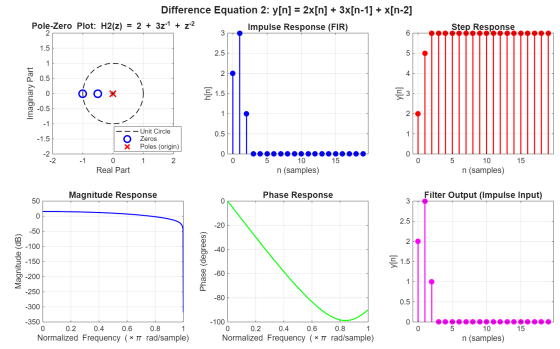 Difference Equation 2: y[n] = 2x[n] + 3x[n-1] + x[n-2]
Pole-Zero Plot: H2(z) = 2 + 3z⁻¹ + z⁻²
Imaginary Part
2
1.5
1
0.5
0
-0.5
-1
-1.5
-2
-2 -1 0 1 2
Real Part
Unit Circle
Zeros
Poles (origin)
Impulse Response (FIR)
h[n]
3
2.5
2
1.5
1
0.5
0
0 5 10 15
n (samples)
Step Response
y[n]
6
5
4
3
2
1
0
0 5 10 15
n (samples)
Magnitude Response
Magnitude (dB)
50
0
-50
-100
-150
-200
-250
-300
-350
0 0.2 0.4 0.6 0.8 1
Normalized Frequency (×π rad/sample)
Phase Response
Phase (degrees)
0
-20
-40
-60
-80
-100
0 0.2 0.4 0.6 0.8 1
Normalized Frequency (×π rad/sample)
Filter Output (Impulse Input)
y[n]
3
2.5
2
1.5
1
0.5
0
0 5 10 15
n (samples)